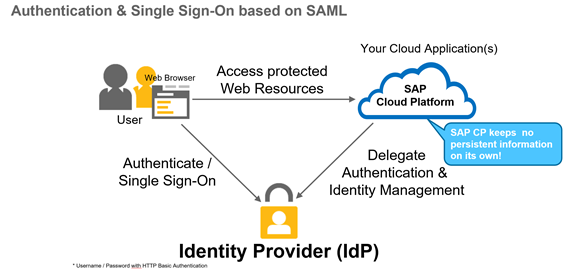 Authentication & Single Sign-On based on SAML
Your Cloud Application(s)
Web Browser
User
Access protected
Web Resources
SAP
Cloud Platform
SAP CP keeps no
persistent information
on its own!
Authenticate /
Single Sign-On
Delegate
Authentication &
Identity Management
Identity Provider (IdP)
* Username / Password with HTTP Basic Authentication